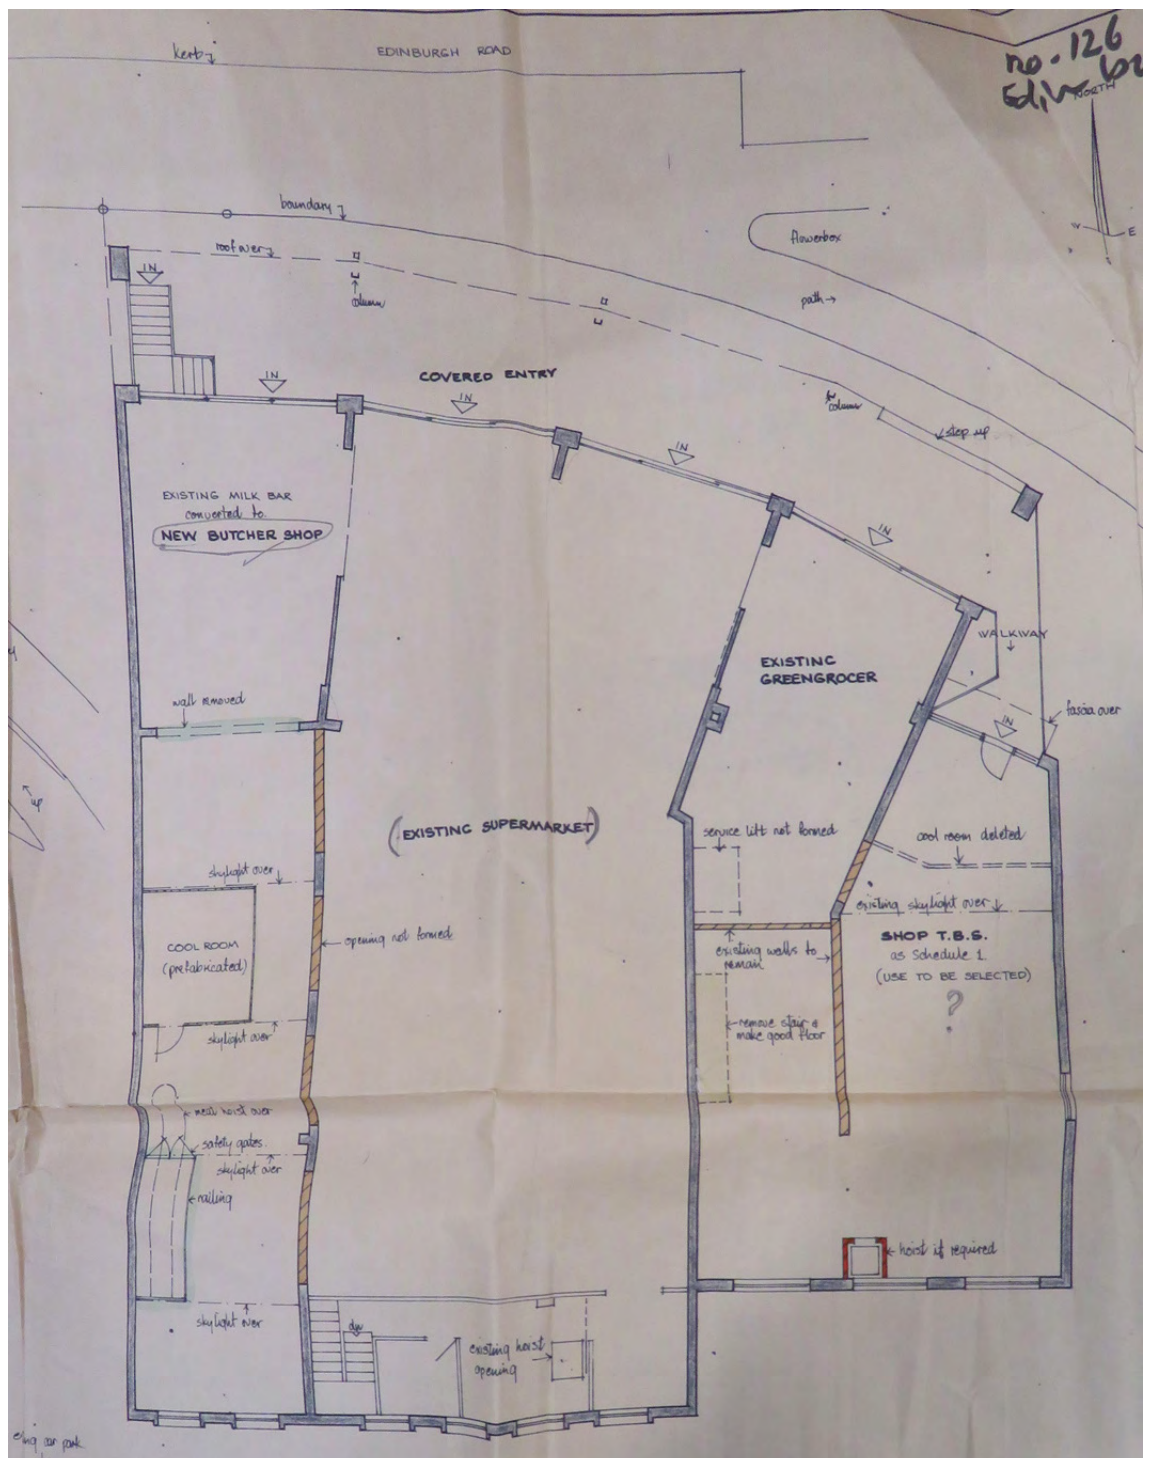 kerb
EDINBURGH ROAD
no. 126
NORTH
W
E
boundary
roof over
flowerbox
IN
column
path
COVERED ENTRY
IN
IN
column
step up
IN
EXISTING MILK BAR
converted to
NEW BUTCHER SHOP
IN
WALKWAY
EXISTING
GREENGROCER
wall removed
fascia over
IN
up
(EXISTING SUPERMARKET)
service lift not formed
cool room deleted
skylight over
existing skylight over
COOL ROOM
(prefabricated)
opening not formed
SHOP T.B.S.
as Schedule 1
(USE TO BE SELECTED)
?
existing walls to
remain
skylight over
remove stair &
make good floor
meat hoist over
safety gates
skylight over
railing
hoist if required
skylight over
dn
existing hoist
opening
car park